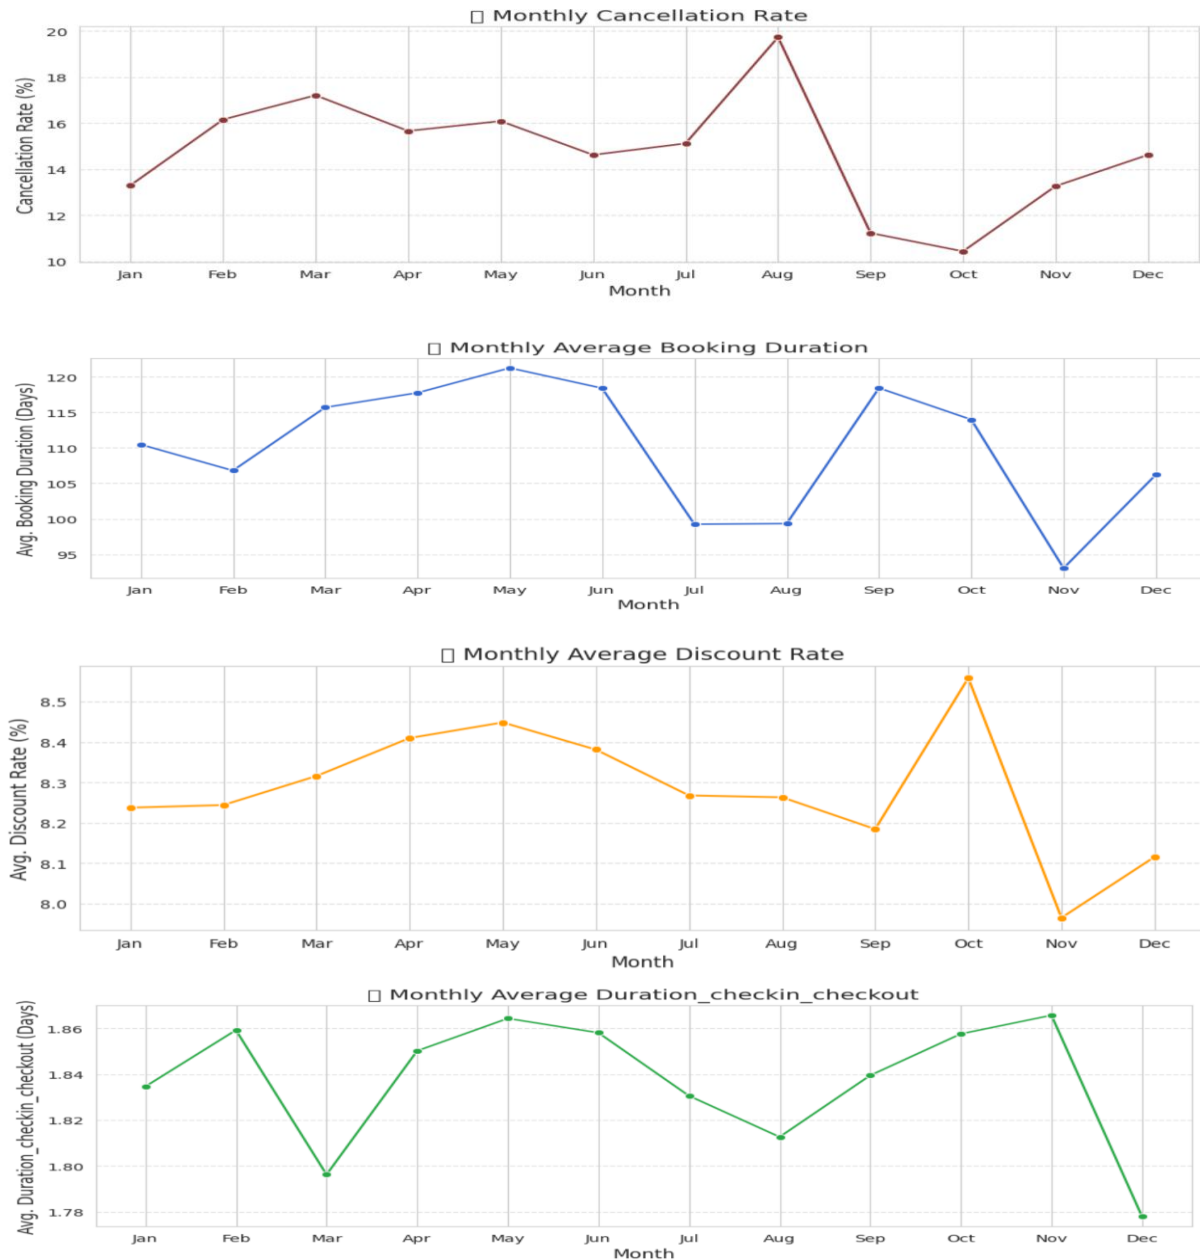 ▯ Monthly Cancellation Rate
Cancellation Rate (%)
20
18
16
14
12
10
Jan Feb Mar Apr May Jun Jul Aug Sep Oct Nov Dec
Month
▯ Monthly Average Booking Duration
Avg. Booking Duration (Days)
120
115
110
105
100
95
Jan Feb Mar Apr May Jun Jul Aug Sep Oct Nov Dec
Month
▯ Monthly Average Discount Rate
Avg. Discount Rate (%)
8.5
8.4
8.3
8.2
8.1
8.0
Jan Feb Mar Apr May Jun Jul Aug Sep Oct Nov Dec
Month
▯ Monthly Average Duration_checkin_checkout
Avg. Duration_checkin_checkout (Days)
1.86
1.84
1.82
1.80
1.78
Jan Feb Mar Apr May Jun Jul Aug Sep Oct Nov Dec
Month